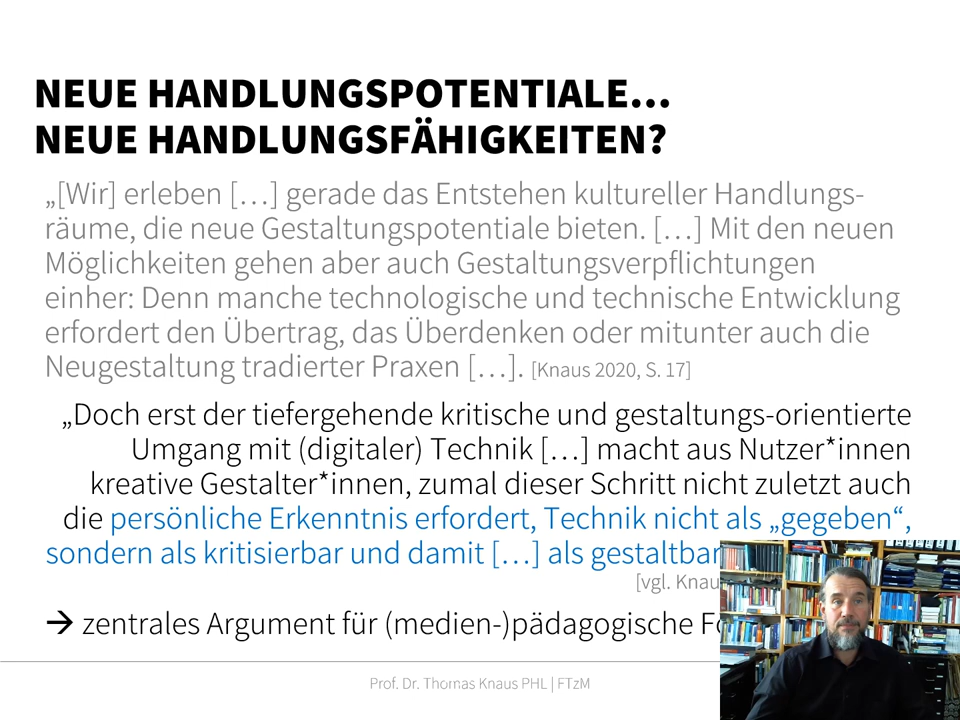 NEUE HANDLUNGSPOTENTIALE…
NEUE HANDLUNGSFÄHIGKEITEN?
„[Wir] erleben […] gerade das Entstehen kultureller Handlungs-
räume, die neue Gestaltungspotentiale bieten. […] Mit den neuen
Möglichkeiten gehen aber auch Gestaltungsverpflichtungen
einher: Denn manche technologische und technische Entwicklung
erfordert den Übertrag, das Überdenken oder mitunter auch die
Neugestaltung tradierter Praxen […]. [Knaus 2020, S. 17]
„Doch erst der tiefergehende kritische und gestaltungs-orientierte
Umgang mit (digitaler) Technik […] macht aus Nutzer*innen
kreative Gestalter*innen, zumal dieser Schritt nicht zuletzt auch
die persönliche Erkenntnis erfordert, Technik nicht als „gegeben“,
sondern als kritisierbar und damit […] als gestaltbar
[vgl.
→ zentrales Argument für (medien-)pädagogische
Prof. Dr. Thomas Knaus PHL | FTzM